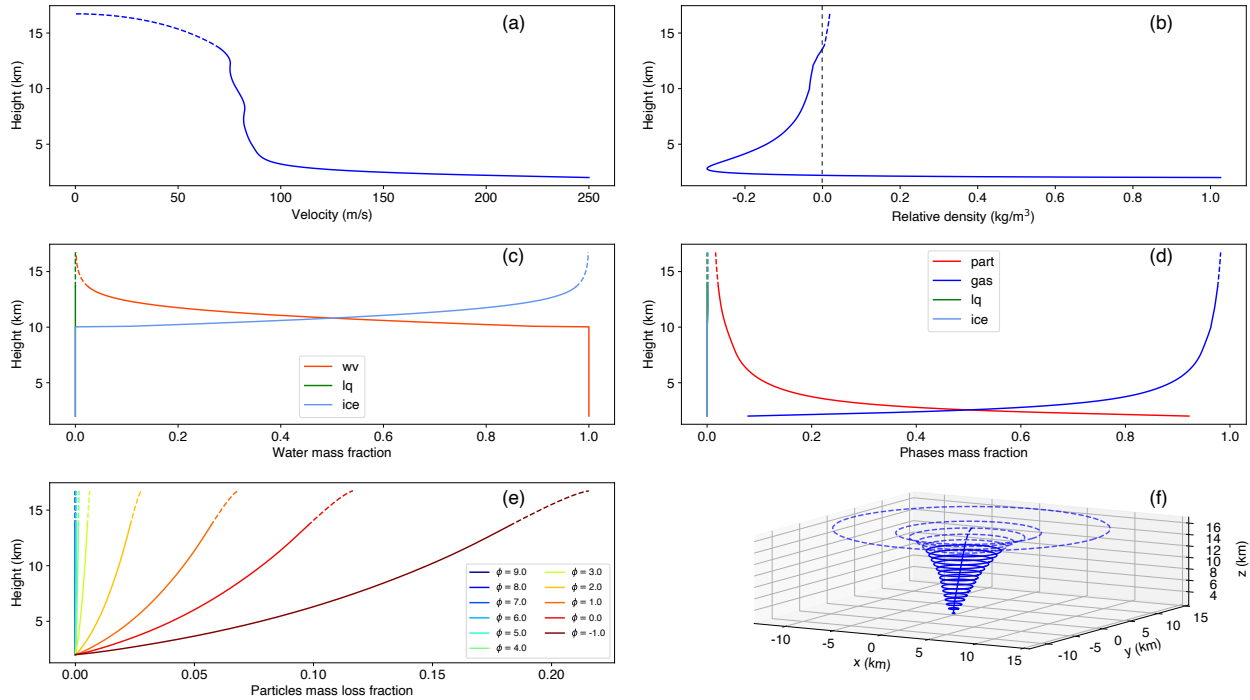 (a)
15
10
5
Height (km)
0
50
100
150
200
250
Velocity (m/s)
(b)
15
10
5
Height (km)
-0.2
0.0
0.2
0.4
0.6
0.8
1.0
Relative density (kg/m³)
(c)
15
10
5
Height (km)
wv
lq
ice
0.0
0.2
0.4
0.6
0.8
1.0
Water mass fraction
(d)
15
10
5
Height (km)
part
gas
lq
ice
0.0
0.2
0.4
0.6
0.8
1.0
Phases mass fraction
(e)
15
10
5
Height (km)
ϕ = 9.0
ϕ = 8.0
ϕ = 7.0
ϕ = 6.0
ϕ = 5.0
ϕ = 4.0
ϕ = 3.0
ϕ = 2.0
ϕ = 1.0
ϕ = 0.0
ϕ = -1.0
0.00
0.05
0.10
0.15
0.20
Particles mass loss fraction
(f)
16
14
12
10
8
6
4
z (km)
-10
-5
0
5
10
15
x (km)
-10
-5
0
5
10
15
y (km)